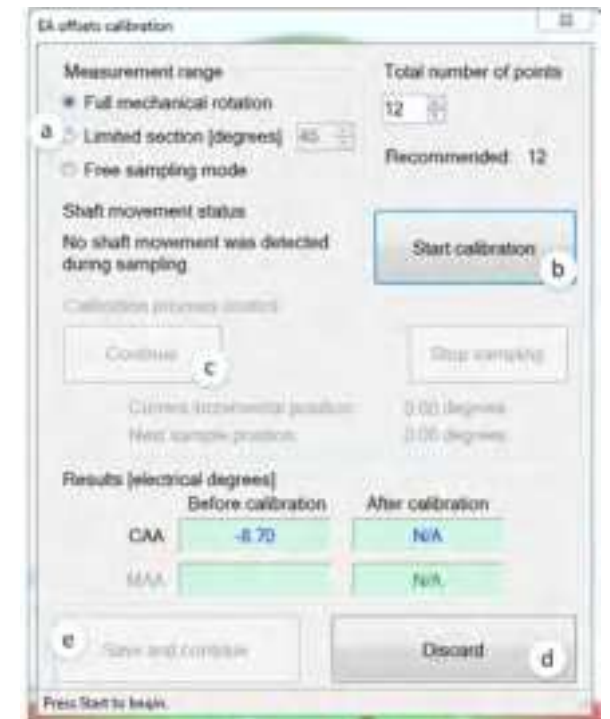 EA offsets calibration
Measurement range
Total number of points
Full mechanical rotation
12
a
Limited section [degrees] 45
Recommended 12
Free sampling mode
Shaft movement status
No shaft movement was detected
during sampling
Start calibration
b
Calibration process control
Continue
c
Stop sampling
Current incremental position: 0.00 degrees
Next sample position: 0.00 degrees
Results [electrical degrees]
Before calibration After calibration
CAA -8.70 N/A
MAA N/A
e
Save and continue
Discard
d
Press Start to begin.